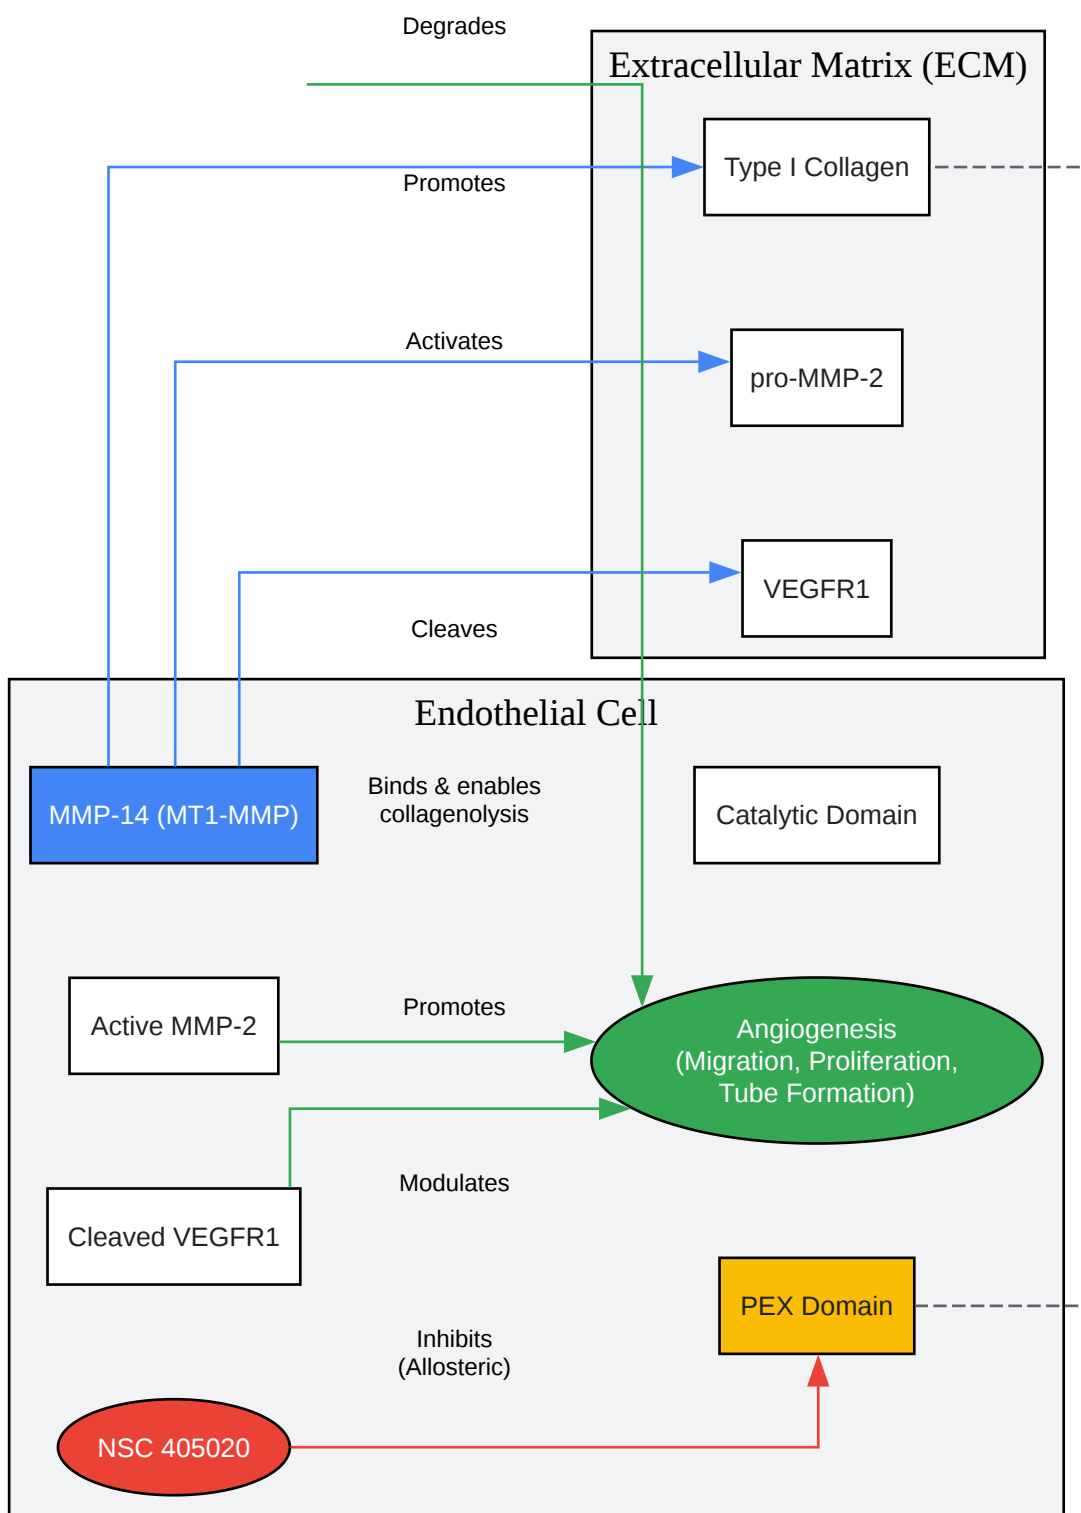 Degrades
Extracellular Matrix (ECM)
Type I Collagen
Promotes
Activates
pro-MMP-2
VEGFR1
Cleaves
Endothelial Cell
MMP-14 (MT1-MMP)
Binds & enables
collagenolysis
Catalytic Domain
Active MMP-2
Promotes
Angiogenesis
(Migration, Proliferation,
Tube Formation)
Modulates
Cleaved VEGFR1
PEX Domain
Inhibits
(Allosteric)
NSC 405020